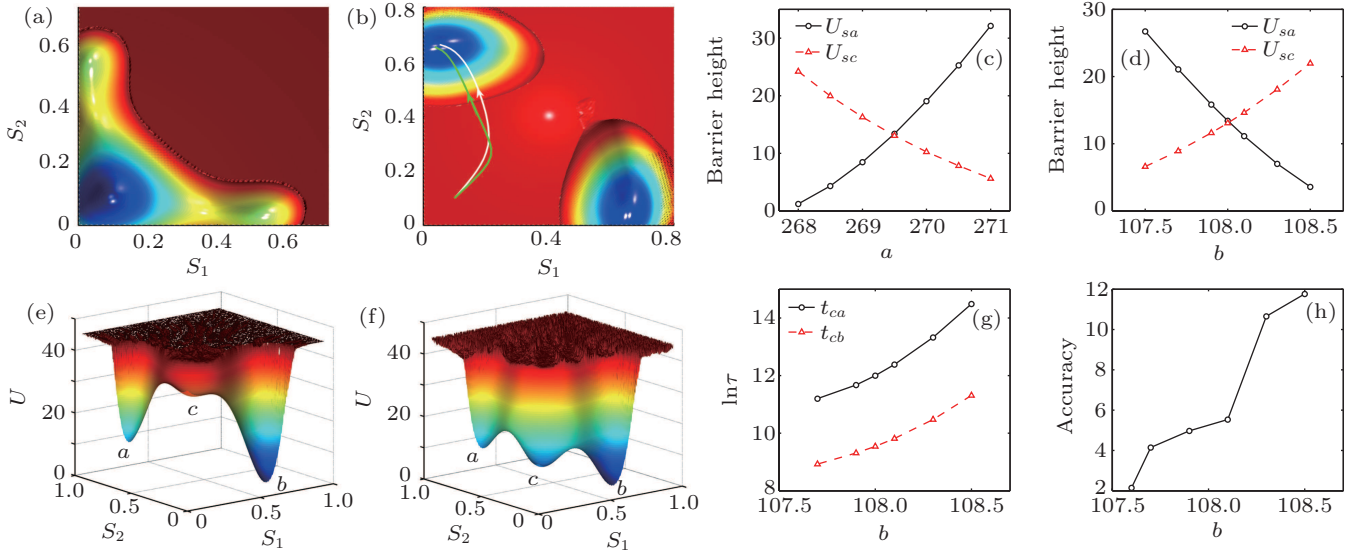 (a)
0.6
0.4
0.2
0
S2
0.2
0.4
0.6
S1
(b)
0.8
0.6
0.4
0.2
0
S2
0
0.4
0.8
S1
(c)
Usa
Usc
30
20
10
0
Barrier height
268
269
270
271
a
(d)
Usa
Usc
30
20
10
0
Barrier height
107.5
108.0
108.5
b
(e)
40
20
0
U
a
c
b
1.0
0.5
0
S2
0
0.5
1.0
S1
(f)
40
20
0
U
a
c
b
1.0
0.5
0
S2
0
0.5
1.0
S1
(g)
tca
tcb
14
12
10
8
lnτ
107.5
108.0
108.5
b
(h)
12
10
8
6
4
2
Accuracy
107.5
108.0
108.5
b